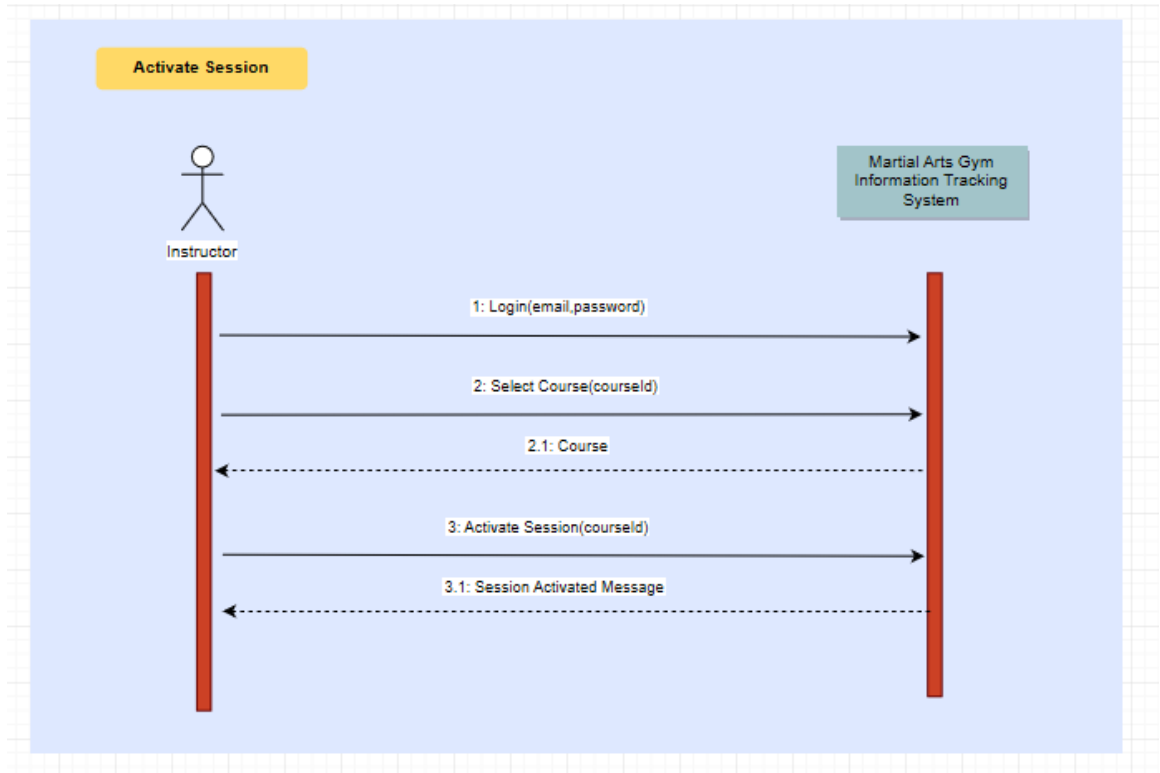 Activate Session
Martial Arts Gym
Information Tracking
System
Instructor
1: Login(email,password)
2: Select Course(courseId)
2.1: Course
3: Activate Session(courseId)
3.1: Session Activated Message